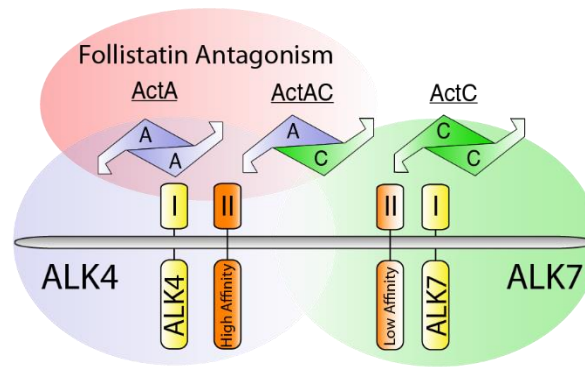 Follistatin Antagonism
ActA ActAC ActC
A A A C C C
I II II I
ALK4 ALK7
ALK4 High Affinity Low Affinity ALK7